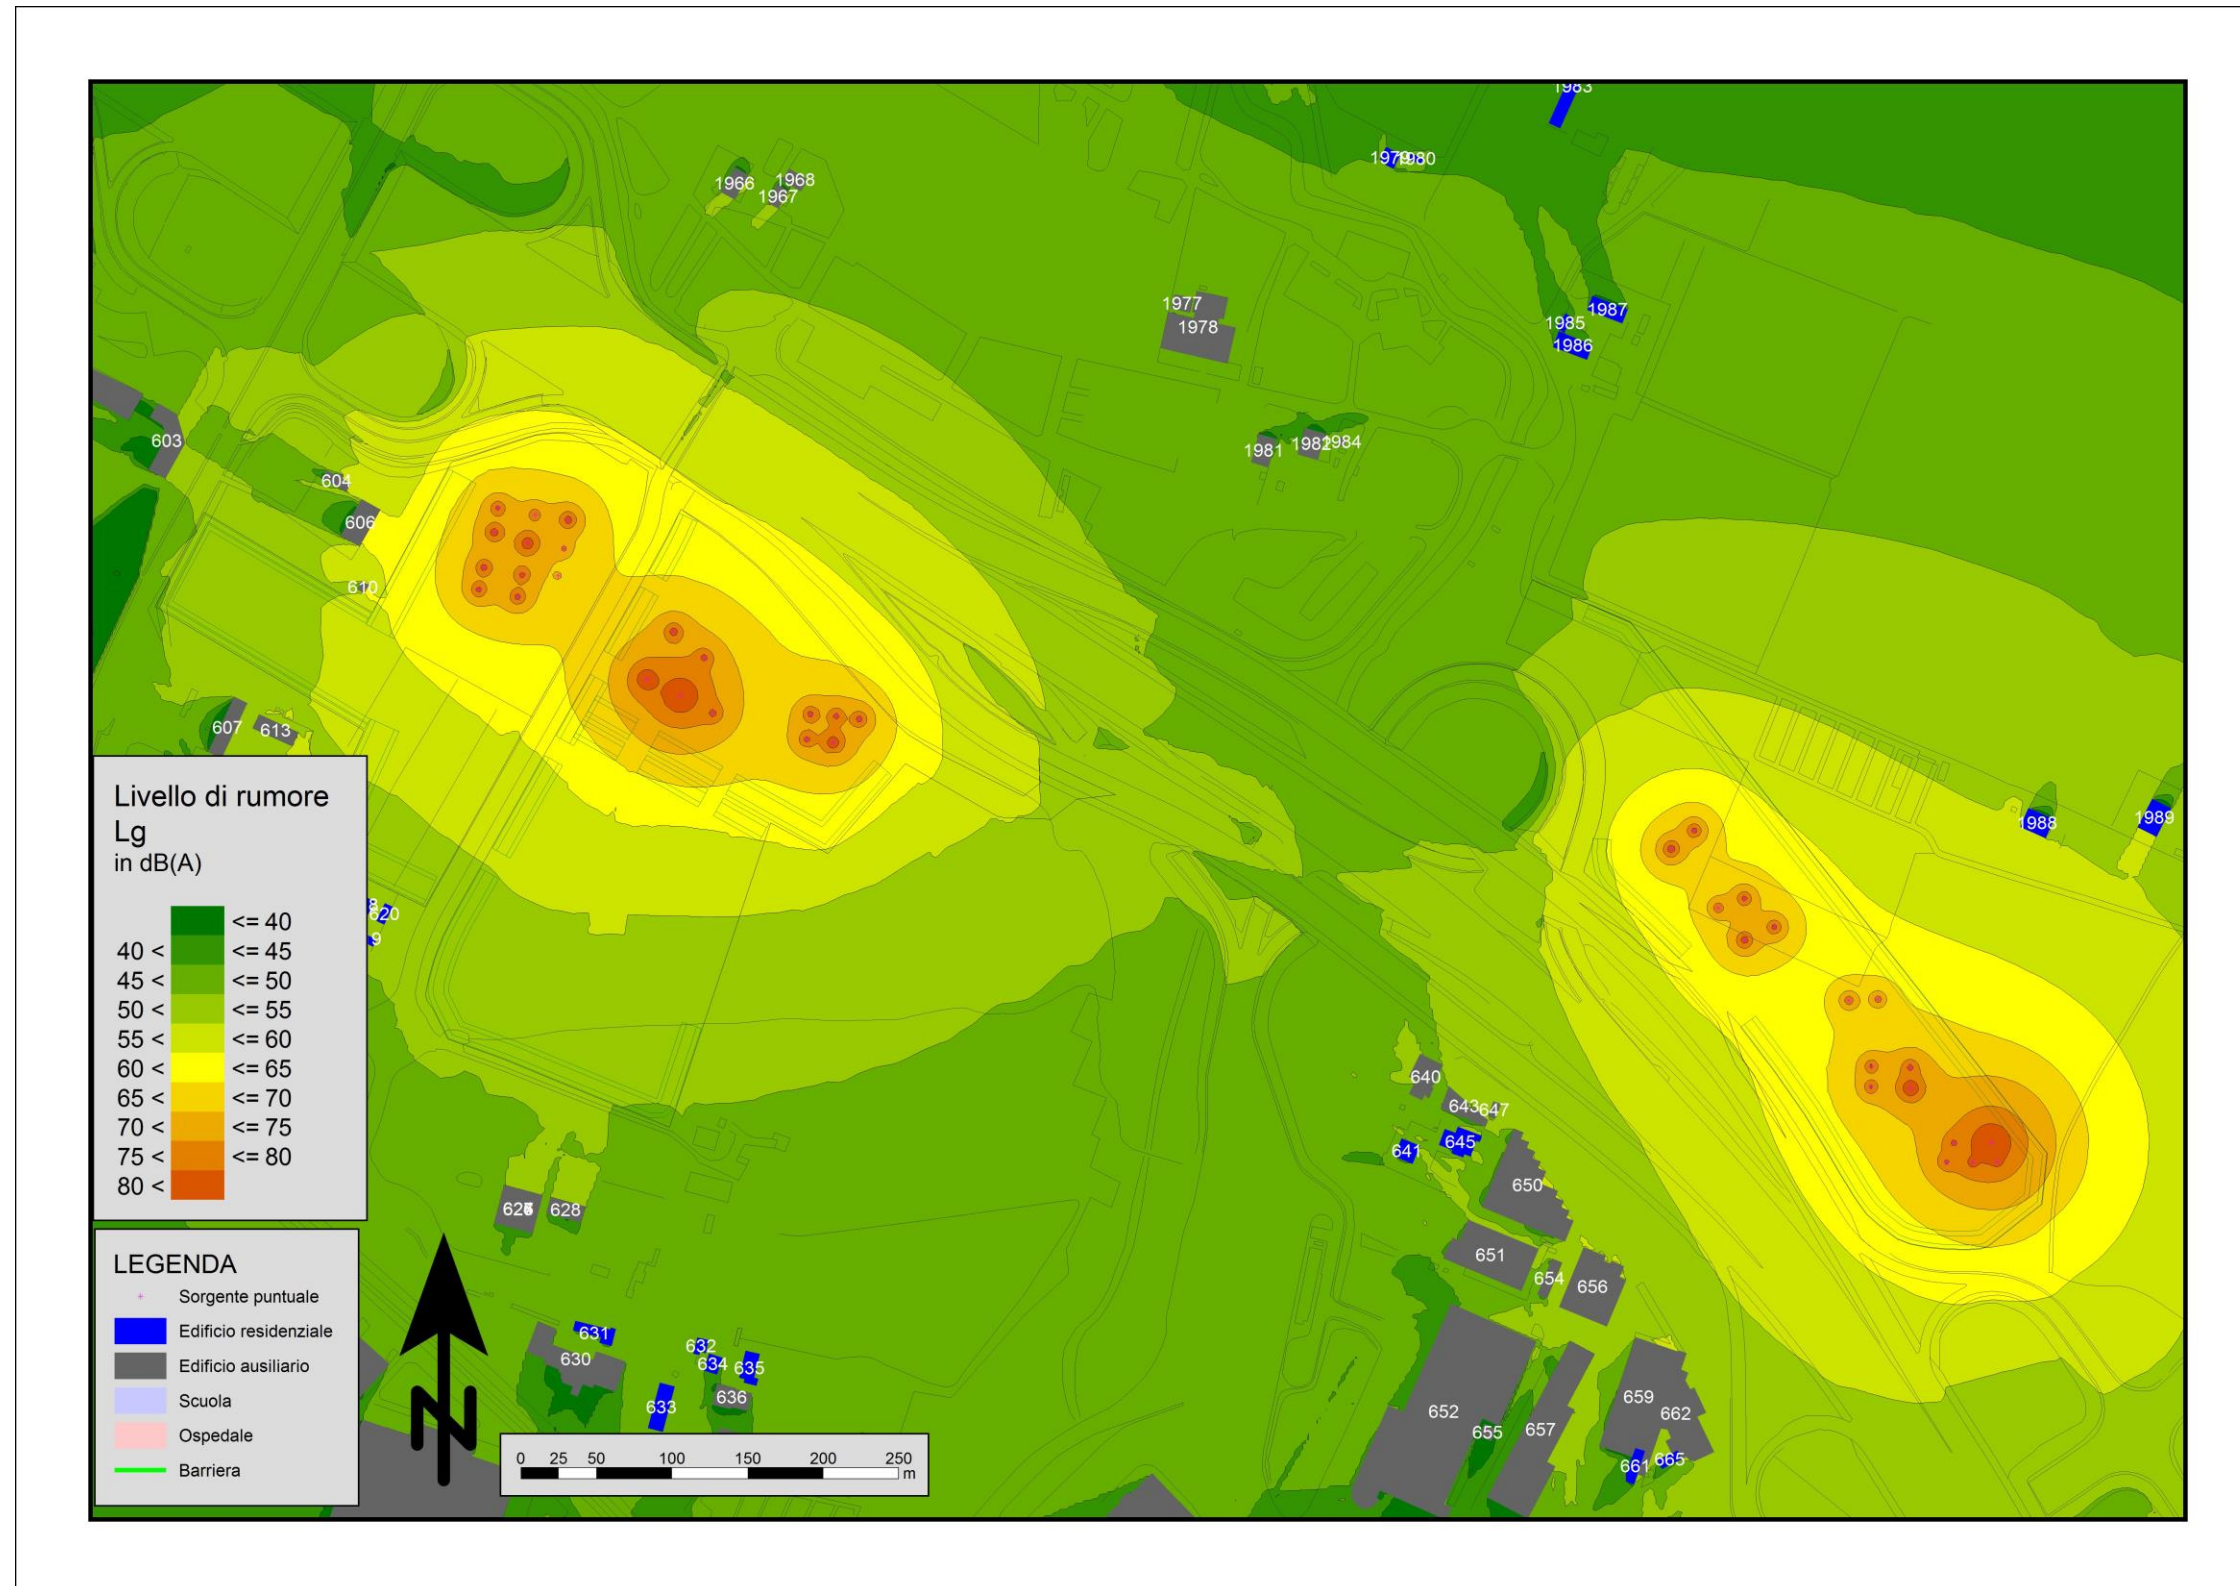 1983
1979
1980
1966
1968
1967
1977
1978
1987
1985
1986
603
604
606
610
1981
1982
1984
607
613
1988
1989
Livello di rumore
Lg
in dB(A)
<= 40
40 < <= 45
45 < <= 50
50 < <= 55
55 < <= 60
60 < <= 65
65 < <= 70
70 < <= 75
75 < <= 80
80 <
620
9
640
643
647
645
641
650
628
651
654
656
LEGENDA
Sorgente puntuale
Edificio residenziale
Edificio ausiliario
Scuola
Ospedale
Barriera
N
631
630
632
634
635
636
633
652
655
657
659
662
661
665
0 25 50 100 150 200 250
m